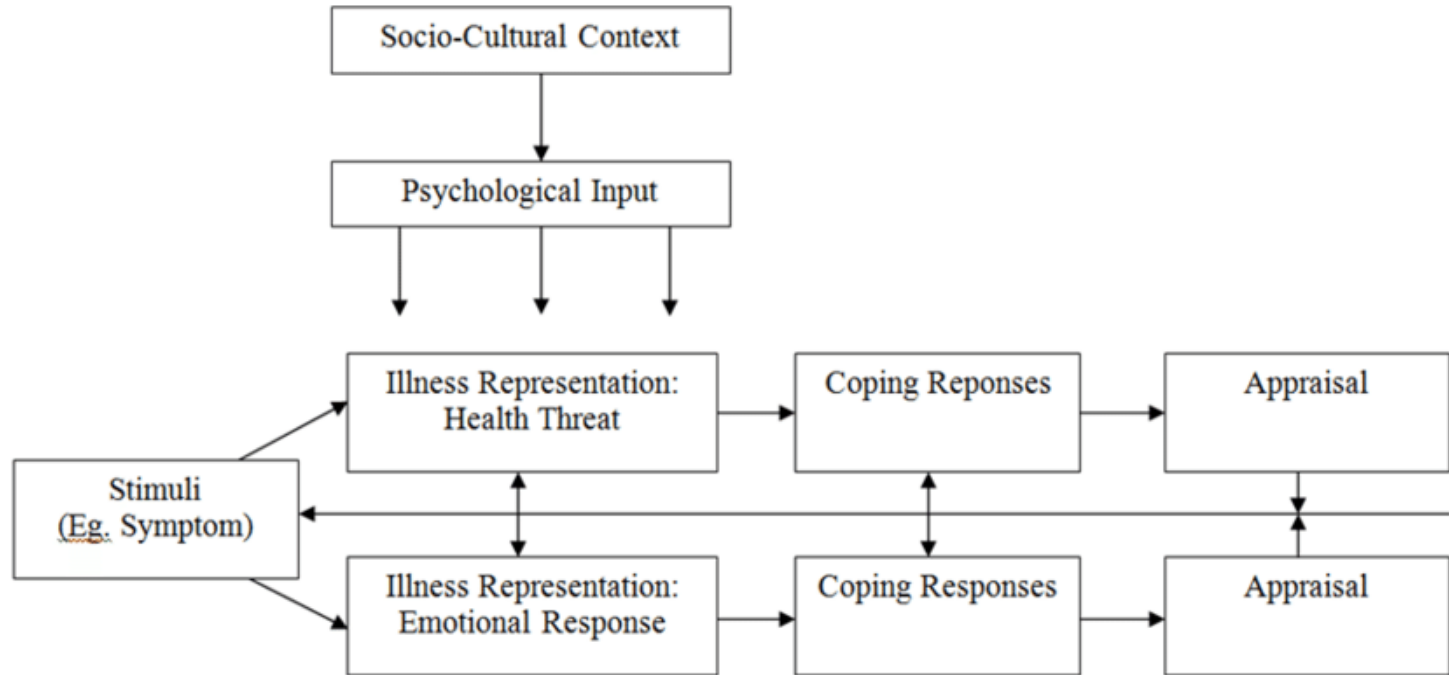 Socio-Cultural Context
Psychological Input
Illness Representation:
Health Threat
Coping Reponses
Appraisal
Stimuli
(Eg. Symptom)
Illness Representation:
Emotional Response
Coping Responses
Appraisal